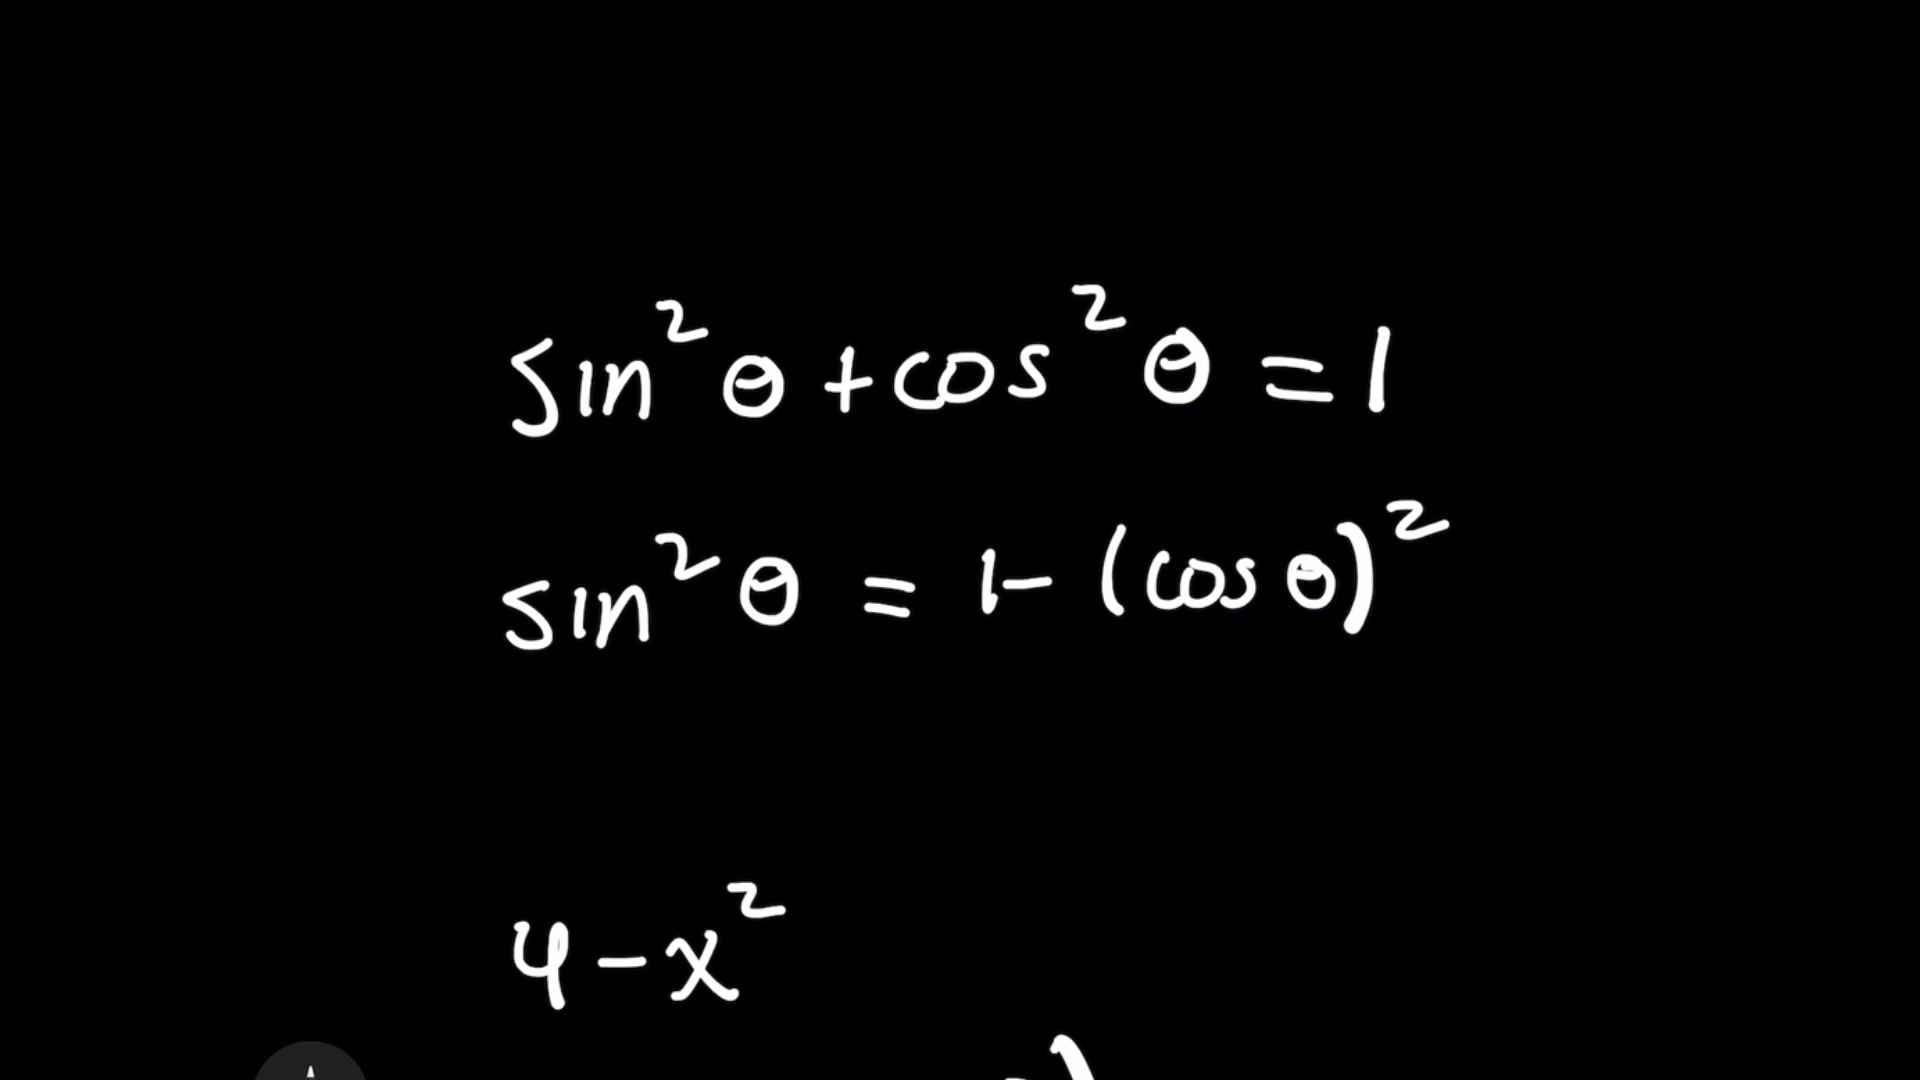 sin²θ + cos²θ = 1
sin²θ = 1 - (cos θ)²
4 - x²